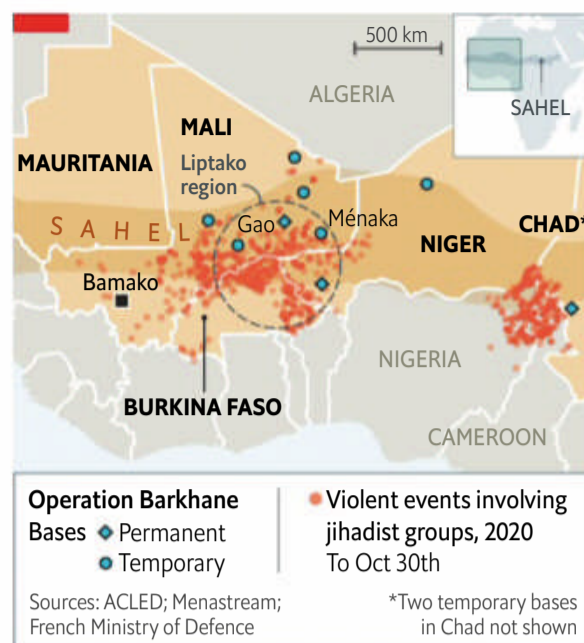 500 km
ALGERIA
SAHEL
MALI
MAURITANIA
Liptako
region
SAHEL
Gao
Ménaka
CHAD*
NIGER
Bamako
NIGERIA
BURKINA FASO
CAMEROON
Operation Barkhane
Bases Permanent
Temporary
Violent events involving
jihadist groups, 2020
To Oct 30th
Sources: ACLED; Menastream;
French Ministry of Defence
*Two temporary bases
in Chad not shown